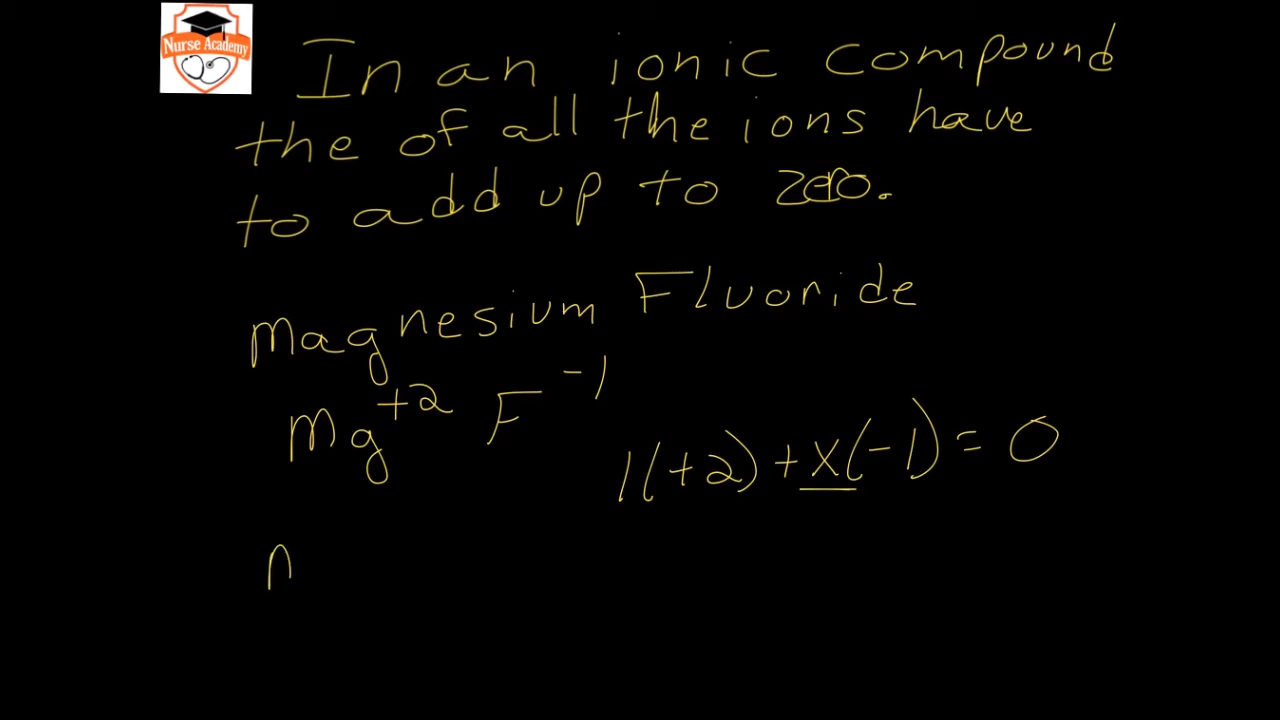 Nurse Academy
In an ionic compound
the of all the ions have
to add up to zero.
Magnesium Fluoride
Mg⁺² F⁻¹
1(+2) + X(-1) = 0